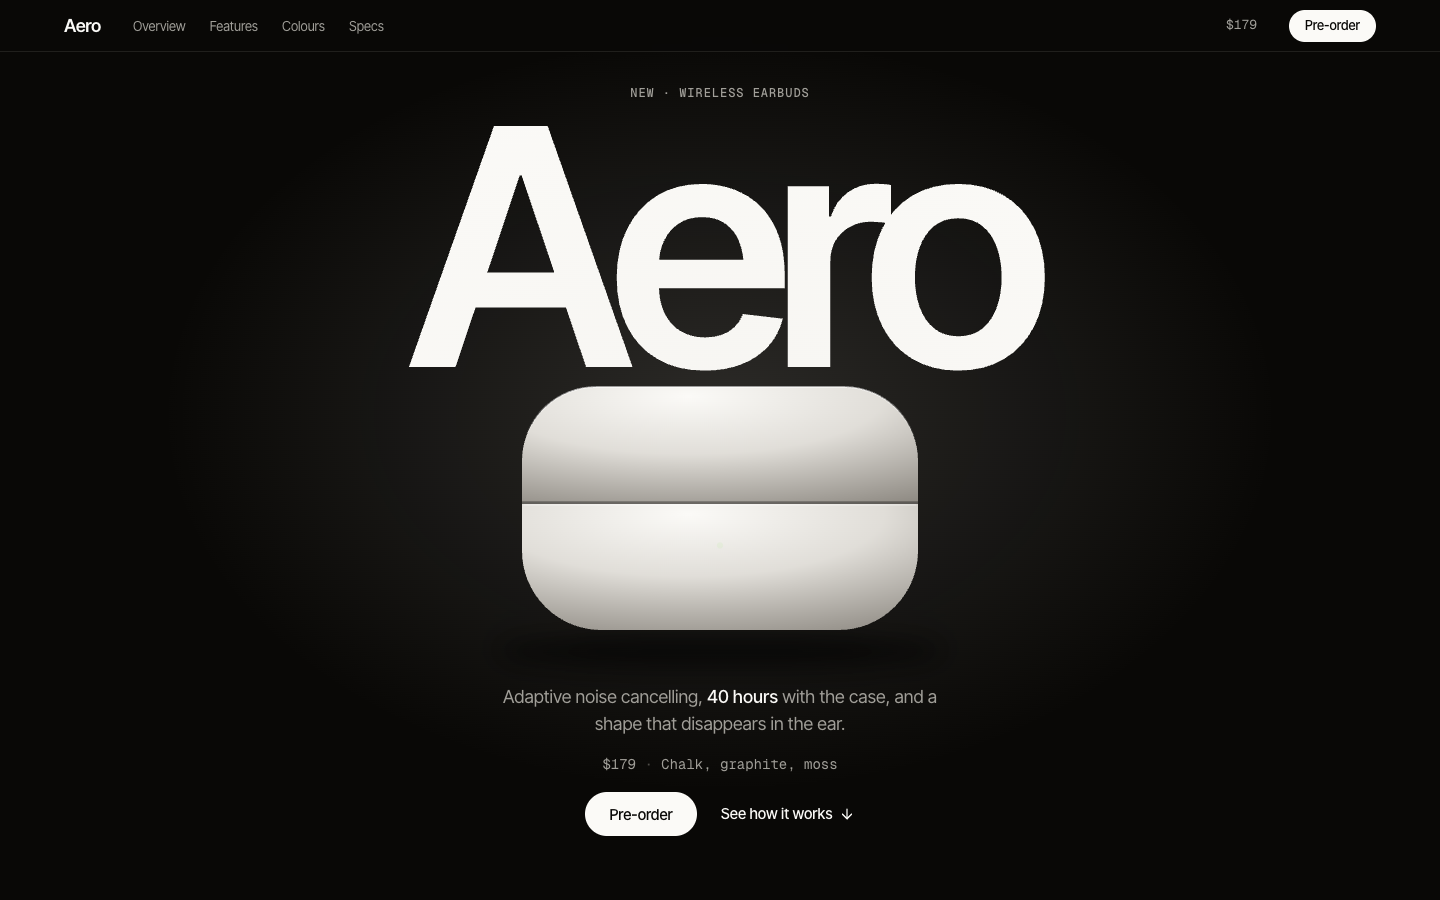 Aero
Overview
Features
Colours
Specs
$179
Pre-order
NEW · WIRELESS EARBUDS
Aero
Adaptive noise cancelling, 40 hours with the case, and a
shape that disappears in the ear.
$179 · Chalk, graphite, moss
Pre-order
See how it works ↓